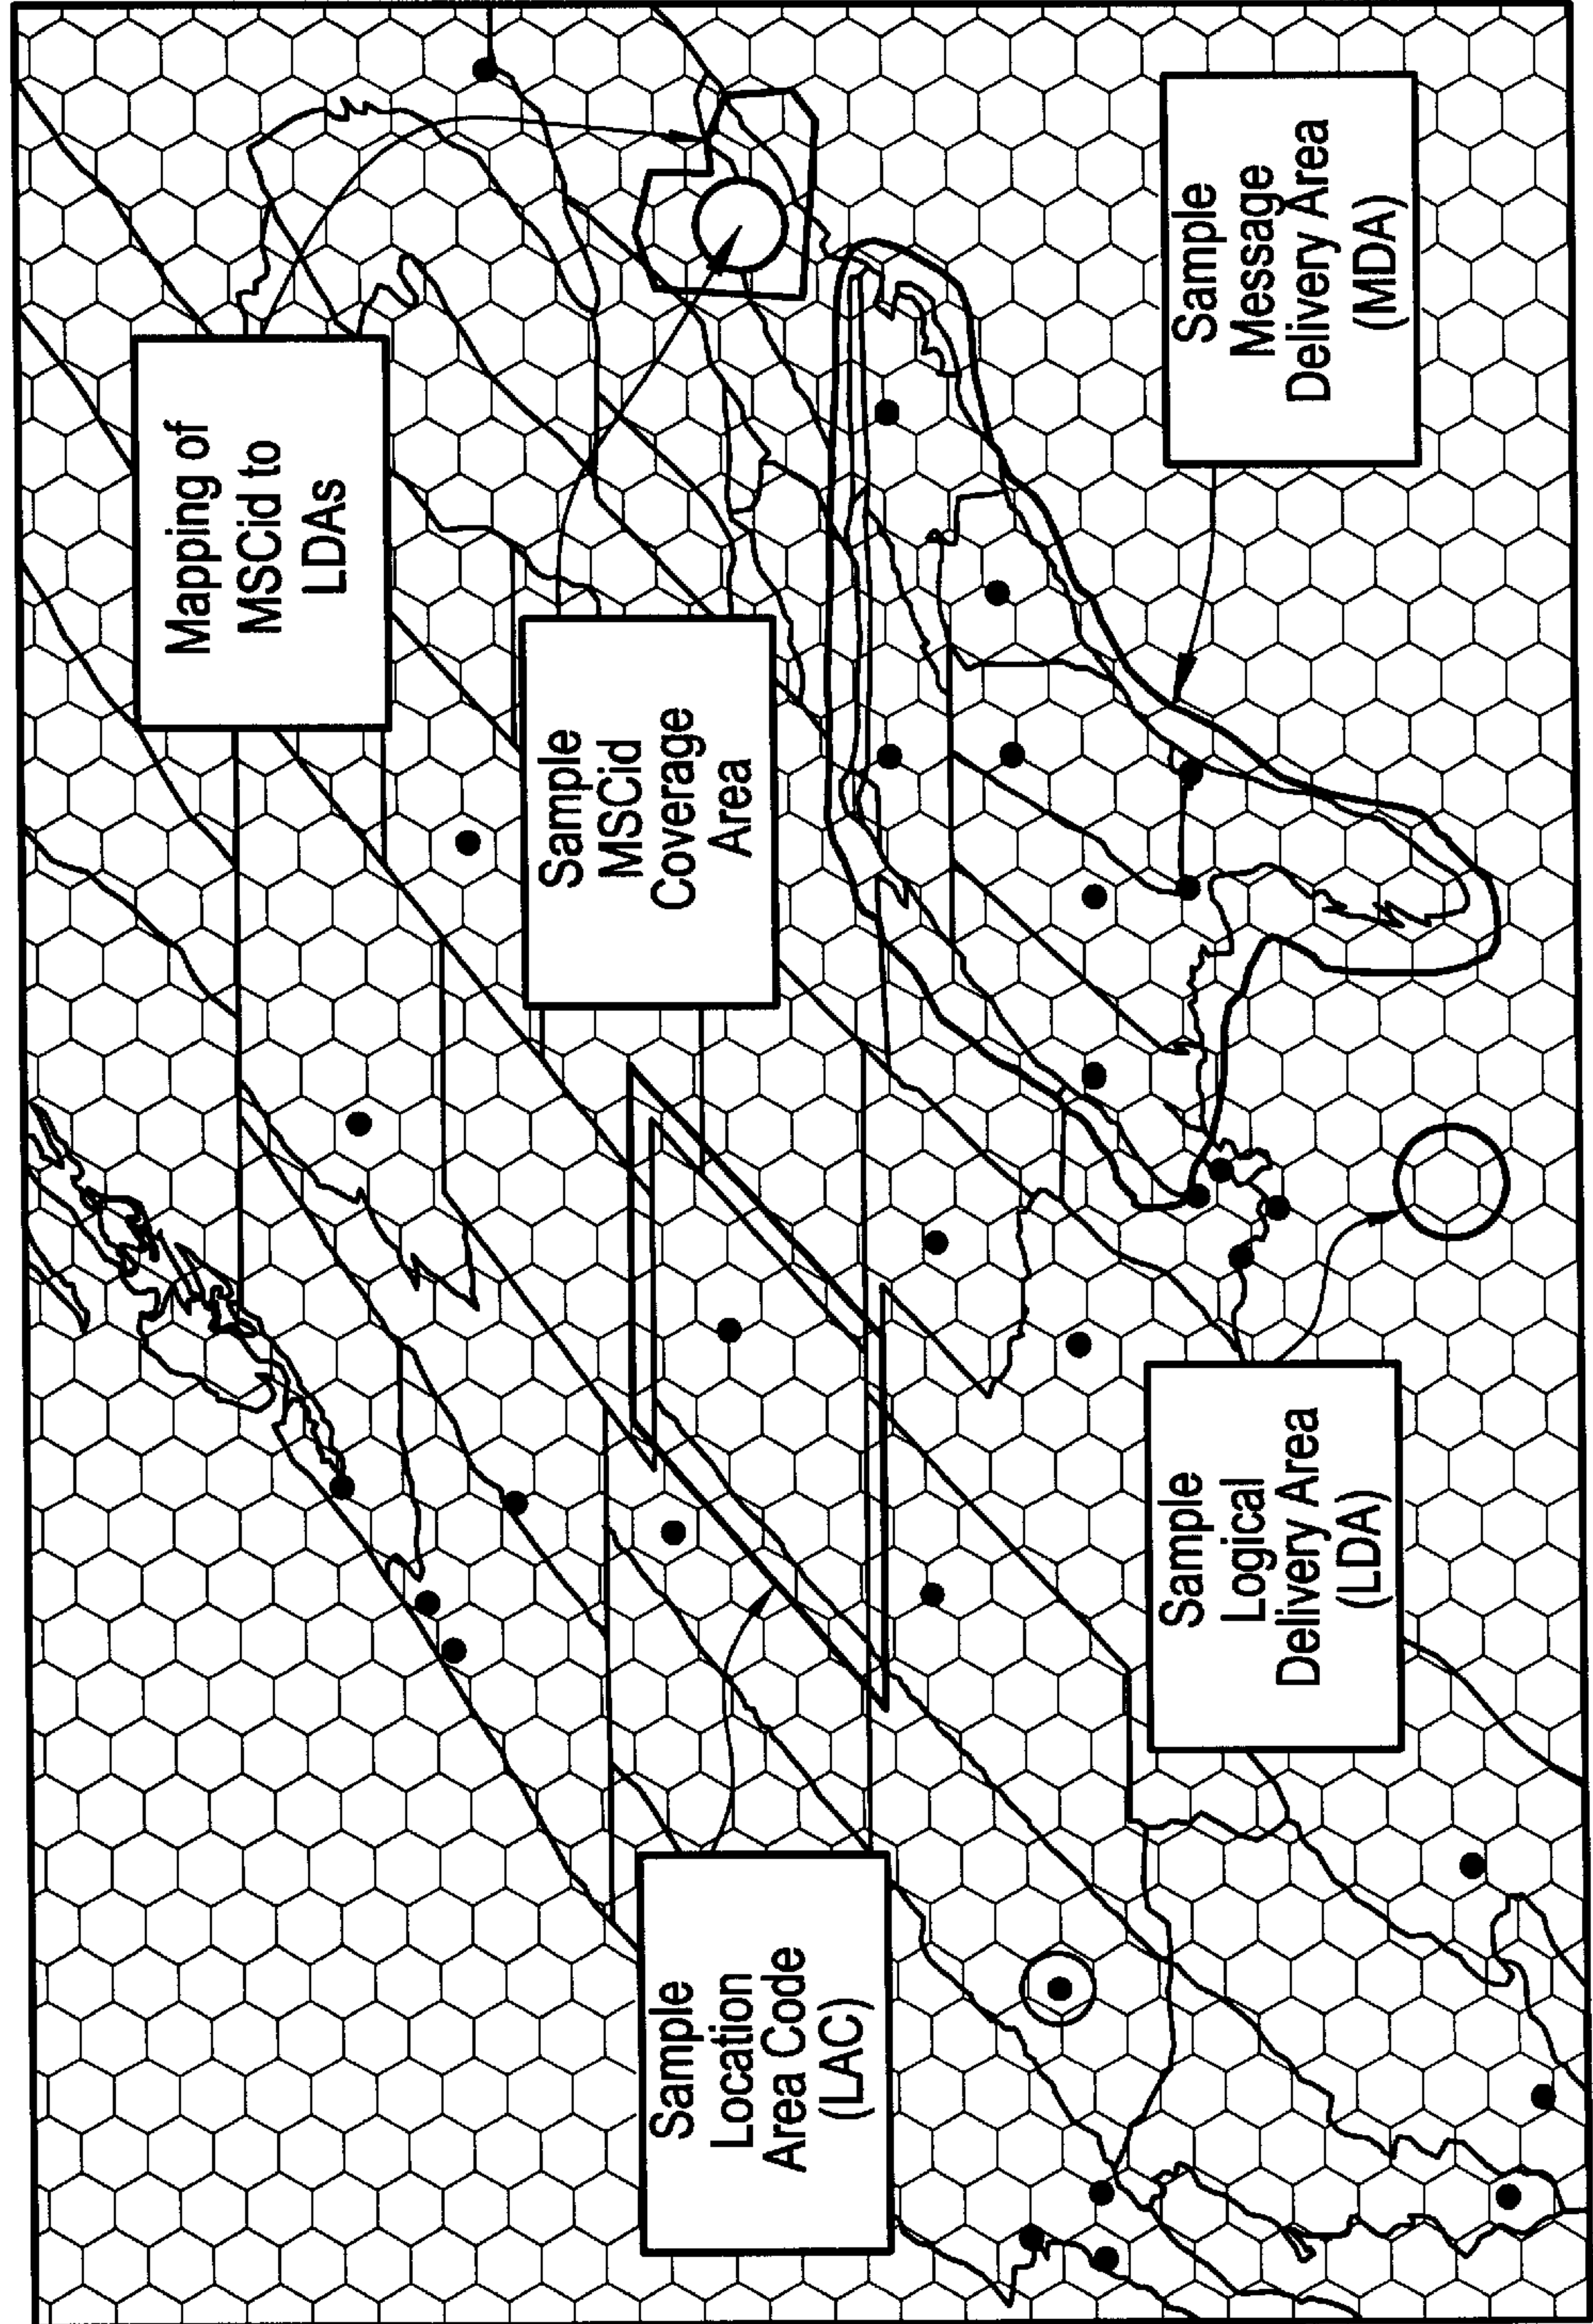 Mapping of
MSCid to
LDAs
Sample
MSCid
Coverage
Area
Sample
Message
Delivery Area
(MDA)
Sample
Location
Area Code
(LAC)
Sample
Logical
Delivery Area
(LDA)